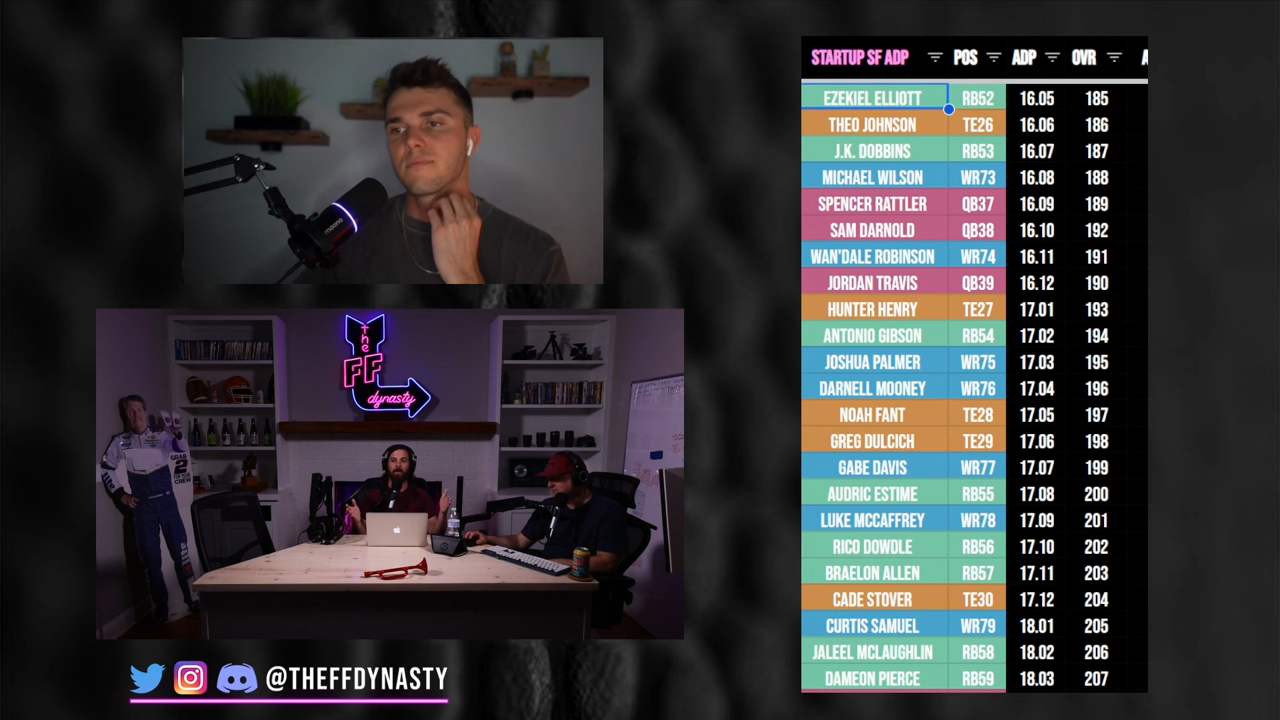 the
FF
dynasty
@THEFFDYNASTY
STARTUP SF ADP POS ADP OVR
EZEKIEL ELLIOTT RB52 16.05 185
THEO JOHNSON TE26 16.06 186
J.K. DOBBINS RB53 16.07 187
MICHAEL WILSON WR73 16.08 188
SPENCER RATTLER QB37 16.09 189
SAM DARNOLD QB38 16.10 192
WAN'DALE ROBINSON WR74 16.11 191
JORDAN TRAVIS QB39 16.12 190
HUNTER HENRY TE27 17.01 193
ANTONIO GIBSON RB54 17.02 194
JOSHUA PALMER WR75 17.03 195
DARNELL MOONEY WR76 17.04 196
NOAH FANT TE28 17.05 197
GREG DULCICH TE29 17.06 198
GABE DAVIS WR77 17.07 199
AUDRIC ESTIME RB55 17.08 200
LUKE MCCAFFREY WR78 17.09 201
RICO DOWDLE RB56 17.10 202
BRAELON ALLEN RB57 17.11 203
CADE STOVER TE30 17.12 204
CURTIS SAMUEL WR79 18.01 205
JALEEL MCLAUGHLIN RB58 18.02 206
DAMEON PIERCE RB59 18.03 207